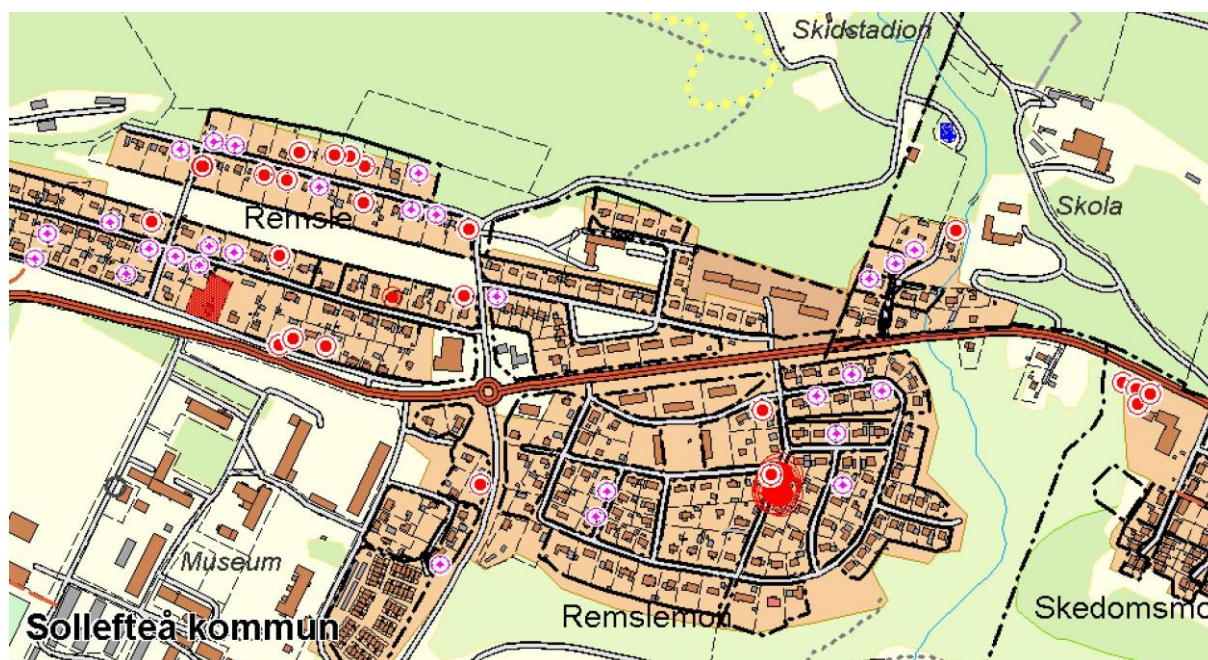 Skidstadion
Remsle
Skola
Museum
Remslemon
Skedomsmo
Sollefteå kommun